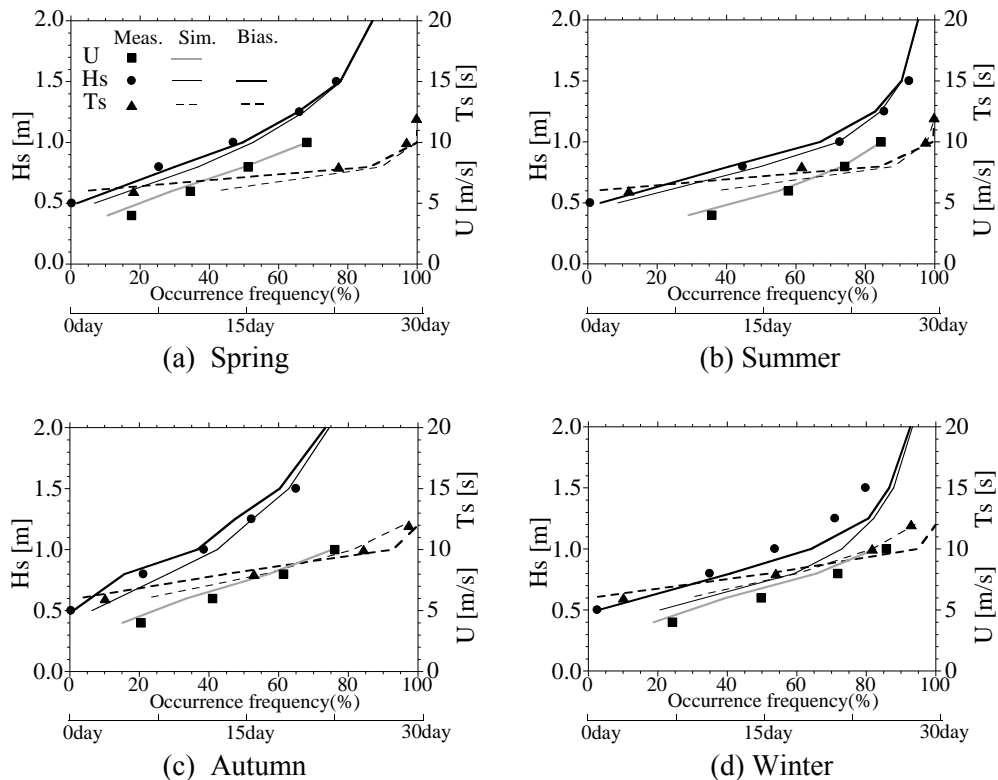 2.0 20 2.0 20
Meas. Sim. Bias.
U
Hs
Ts
1.5 15 1.5 15
Hs [m] Ts [s] Hs [m] Ts [s]
1.0 10 1.0 10
U [m/s] U [m/s]
0.5 5 0.5 5
0.0 0 0.0 0
0 20 40 60 80 100 0 20 40 60 80 100
Occurrence frequency(%) Occurrence frequency(%)
0day 15day 30day 0day 15day 30day
(a) Spring (b) Summer
2.0 20 2.0 20
1.5 15 1.5 15
Hs [m] Ts [s] Hs [m] Ts [s]
1.0 10 1.0 10
U [m/s] U [m/s]
0.5 5 0.5 5
0.0 0 0.0 0
0 20 40 60 80 100 0 20 40 60 80 100
Occurrence frequency(%) Occurrence frequency(%)
0day 15day 30day 0day 15day 30day
(c) Autumn (d) Winter